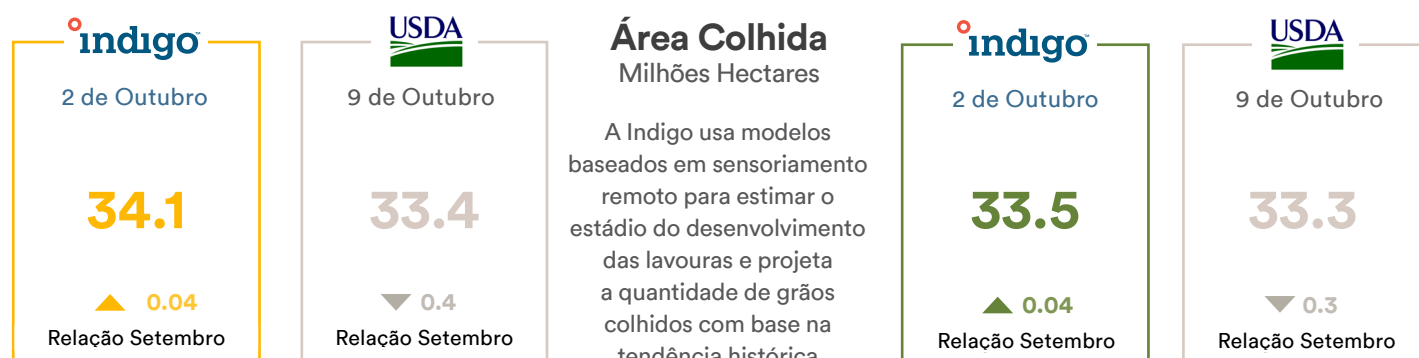 indigo
2 de Outubro
34.1
0.04
Relação Setembro
USDA
9 de Outubro
33.4
0.4
Relação Setembro
Área Colhida
Milhões Hectares
A Indigo usa modelos
baseados em sensoriamento
remoto para estimar o
estádio do desenvolvimento
das lavouras e projeta
a quantidade de grãos
colhidos com base na
tendência histórica
indigo
2 de Outubro
33.5
0.04
Relação Setembro
USDA
9 de Outubro
33.3
0.3
Relação Setembro